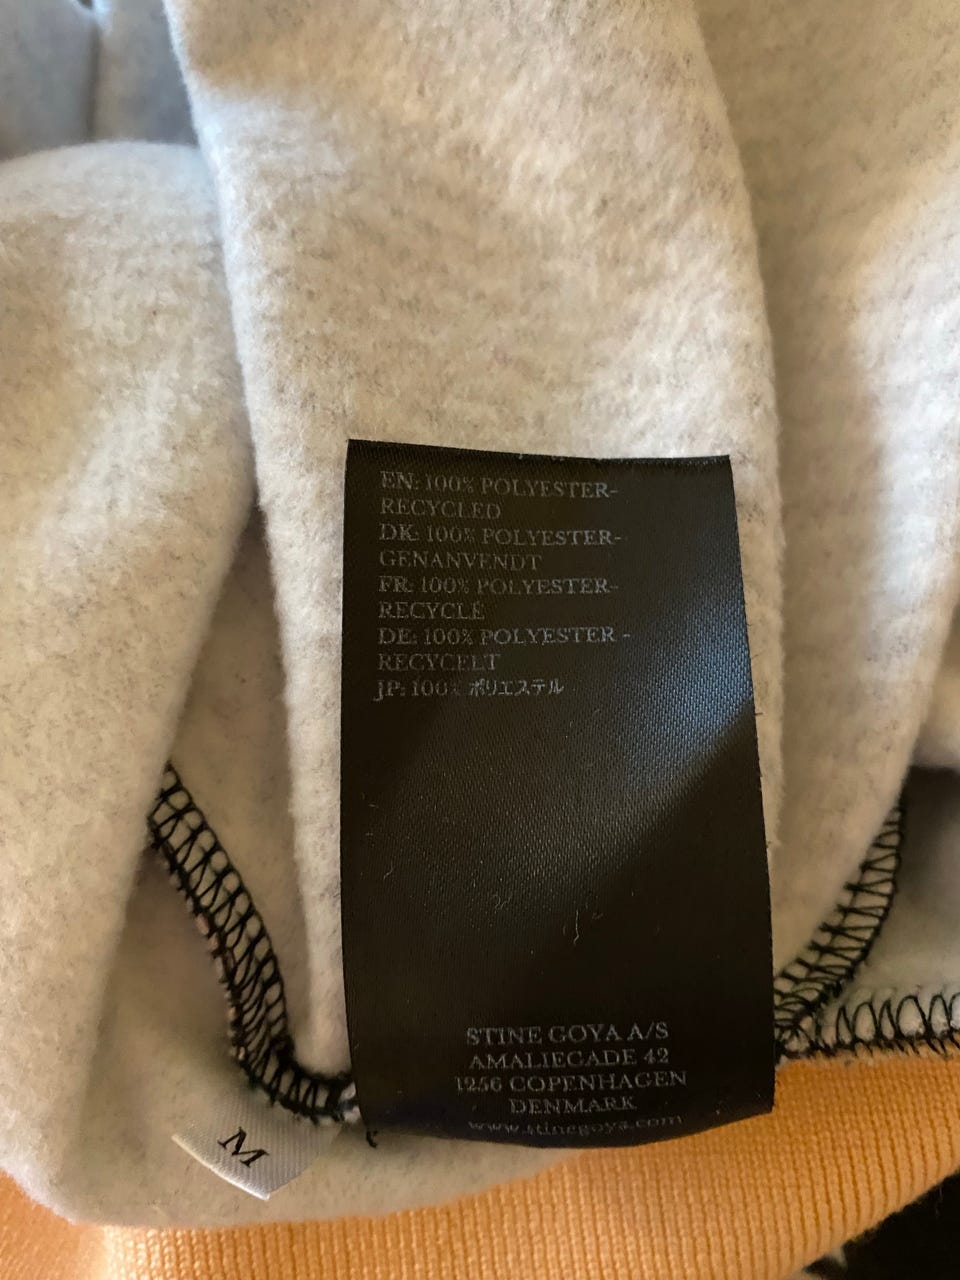 EN: 100% POLYESTER-
RECYCLED
DK: 100% POLYESTER-
GENANVENDT
FR: 100% POLYESTER-
RECYCLÉ
DE: 100% POLYESTER -
RECYCELT
JP: 100% ポリエステル
STINE GOYA A/S
AMALIEGADE 42
1256 COPENHAGEN
DENMARK
www.stinegoya.com
M